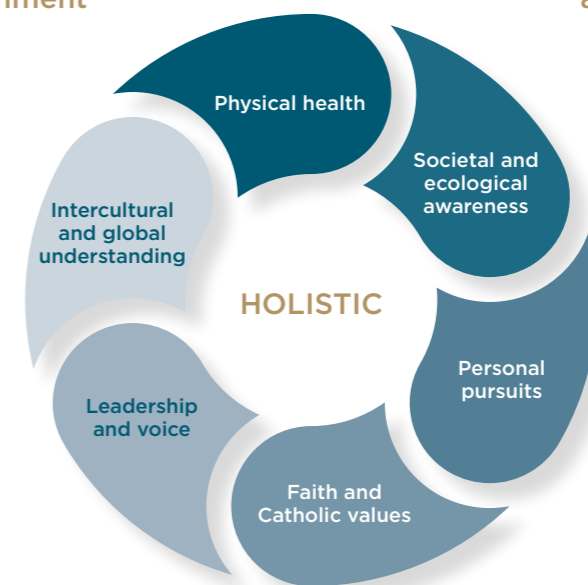 Physical health
Societal and
ecological
awareness
Personal
pursuits
Faith and
Catholic values
Leadership
and voice
Intercultural
and global
understanding
HOLISTIC